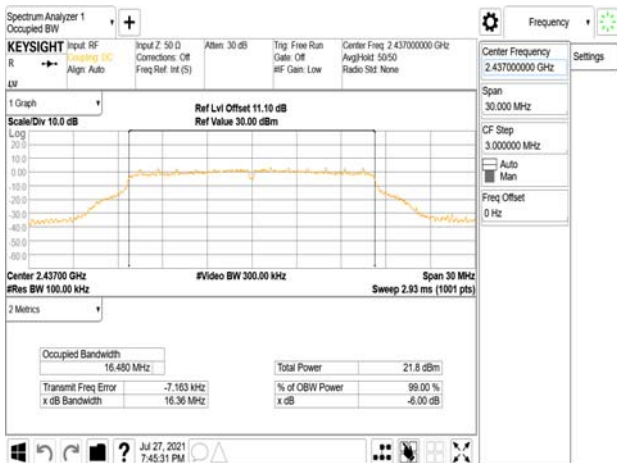 Spectrum Analyzer 1
Occupied BW
+
Frequency
KEYSIGHT
R
Input: RF
Coupling: DC
Align: Auto
Input Z: 50 Ω
Corrections: Off
Freq Ref: Int (S)
Atten: 30 dB
Trig: Free Run
Gate: Off
#IF Gain: Low
Center Freq: 2.437000000 GHz
Avg|Hold: 50/50
Radio Std: None
Center Frequency
2.437000000 GHz
Settings
Span
30.000 MHz
CF Step
3.000000 MHz
Auto
Man
Freq Offset
0 Hz
1 Graph
Scale/Div 10.0 dB
Ref Lvl Offset 11.10 dB
Ref Value 30.00 dBm
Log
20.0
10.0
0.00
-10.0
-20.0
-30.0
-40.0
-50.0
-60.0
Center 2.43700 GHz
#Res BW 100.00 kHz
#Video BW 300.00 kHz
Span 30 MHz
Sweep 2.93 ms (1001 pts)
2 Metrics
Occupied Bandwidth
16.480 MHz
Total Power 21.8 dBm
Transmit Freq Error -7.163 kHz
% of OBW Power 99.00 %
x dB Bandwidth 16.36 MHz
x dB -6.00 dB
?
Jul 27, 2021
7:45:31 PM